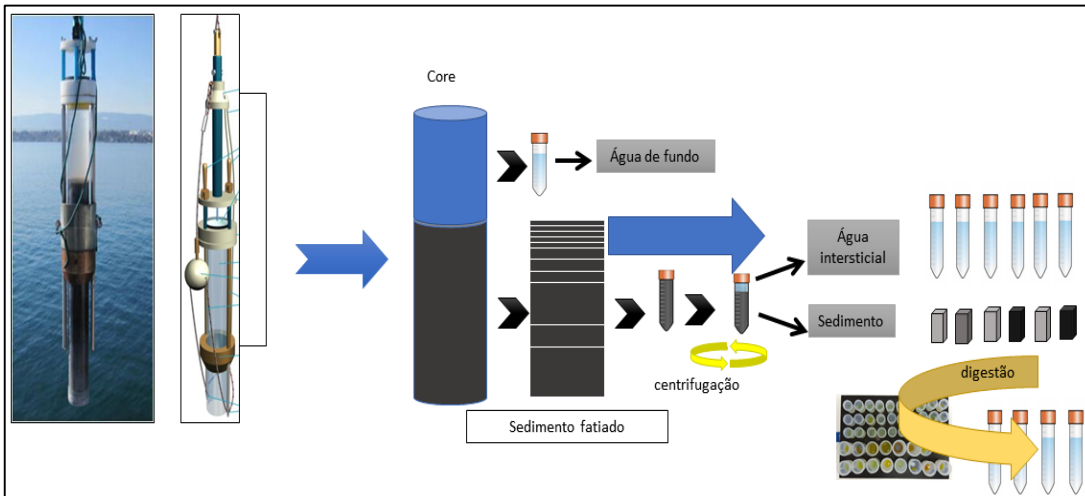 Core
Água de fundo
Água
intersticial
Sedimento
centrifugação
digestão
Sedimento fatiado